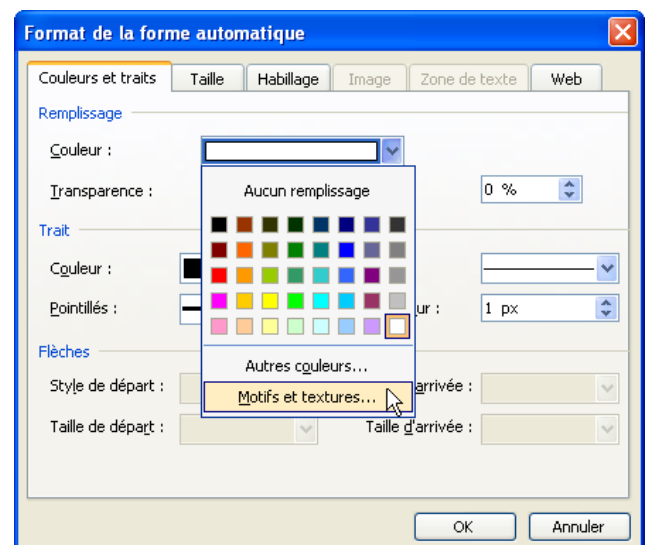 Format de la forme automatique
Couleurs et traits Taille Habillage Image Zone de texte Web
Remplissage
Couleur :
Transparence : Aucun remplissage 0 %
Trait
Couleur :
Pointillés : ur : 1 px
Autres couleurs...
Motifs et textures...
Flèches
Style de départ : arrivée :
Taille de départ : Taille d'arrivée :
OK Annuler